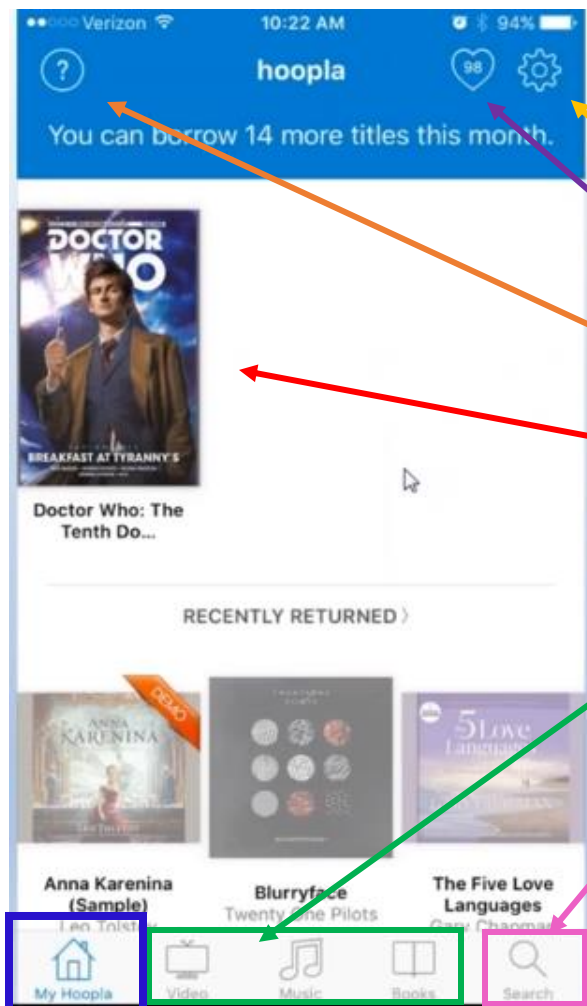 Verizon 10:22 AM 94%
? hoopla 98
You can borrow 14 more titles this month.
DOCTOR
WHO
BREAKFAST AT TYRANNY'S
Doctor Who: The
Tenth Do...
RECENTLY RETURNED 〉
DEMO
ANNA
KARENINA
5 Love
Languages
Anna Karenina
(Sample)
Leo Tolstoy
Blurryface
Twenty One Pilots
The Five Love
Languages
Gary Chapman
My Hoopla Video Music Books Search